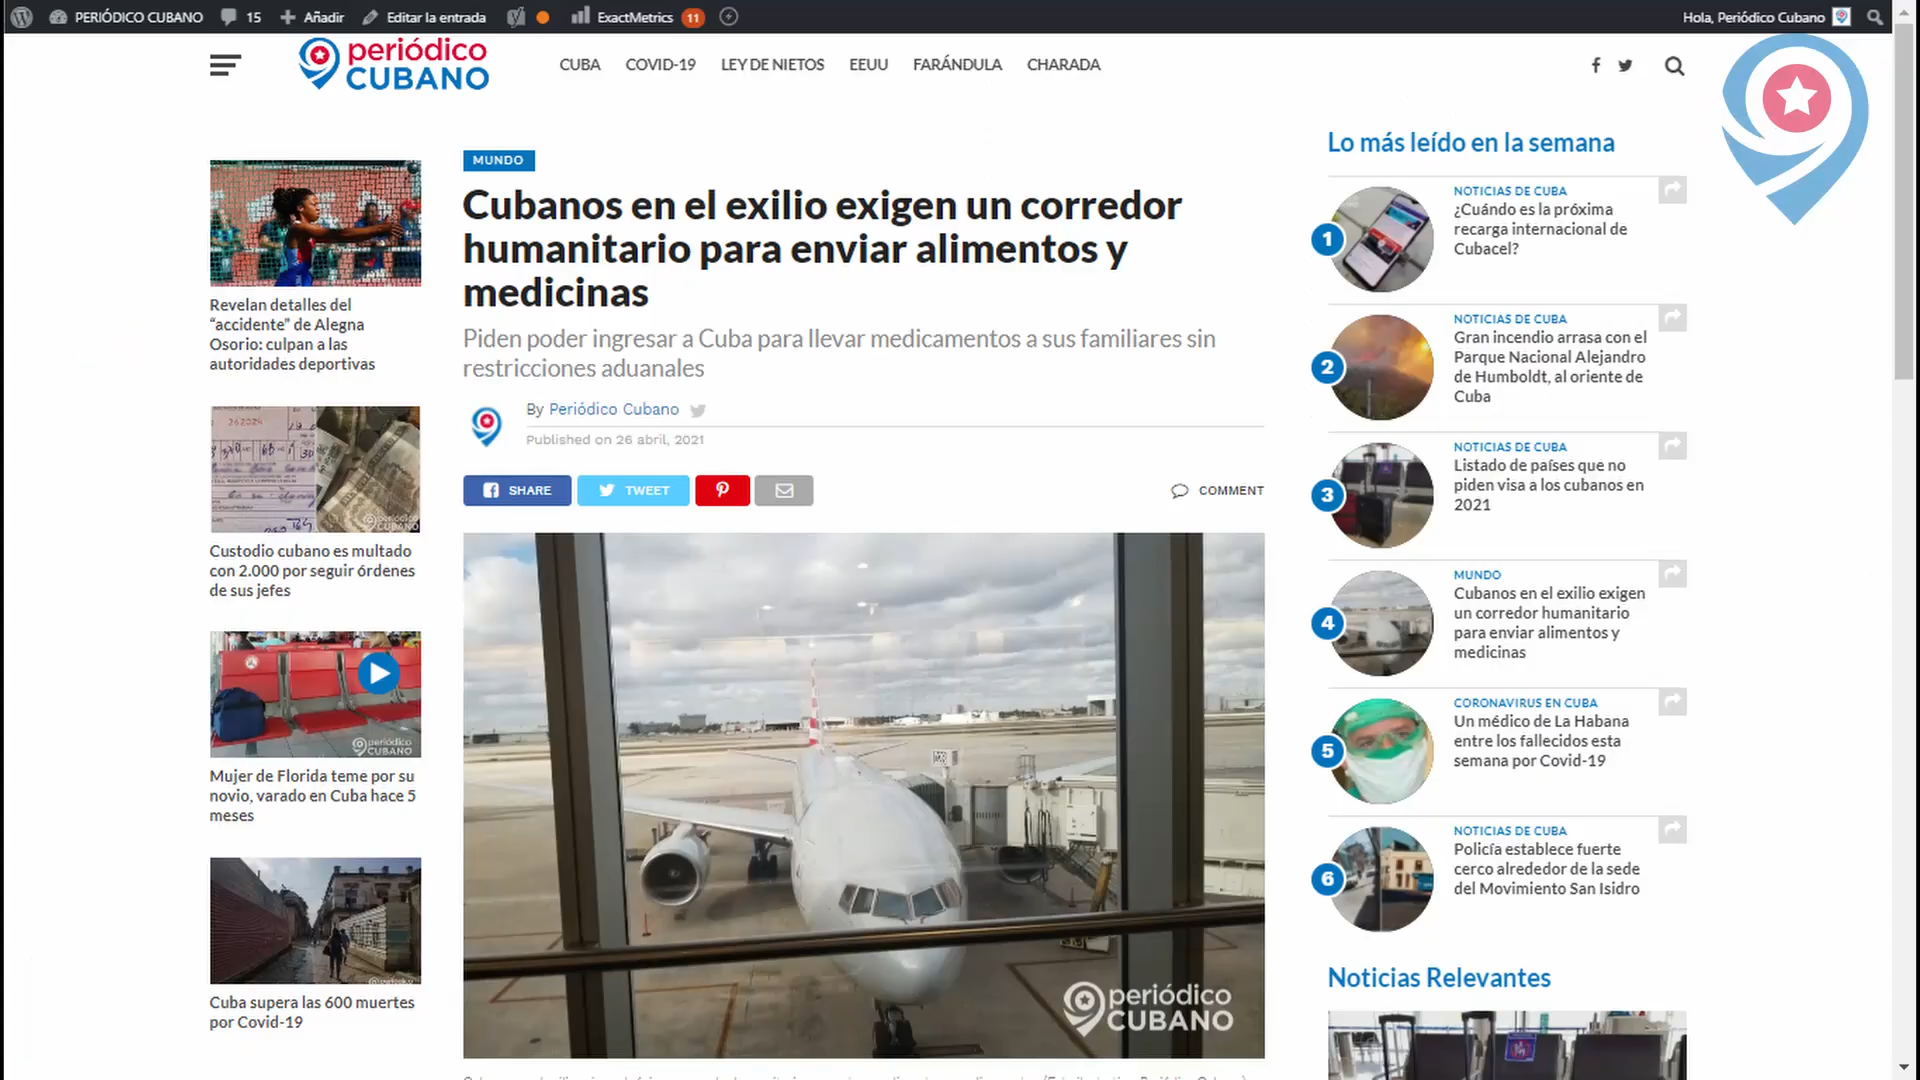 PERIÓDICO CUBANO 15 Añadir Editar la entrada ExactMetrics 11
Hola, Periódico Cubano
periódico
CUBANO
CUBA COVID-19 LEY DE NIETOS EEUU FARÁNDULA CHARADA
Revelan detalles del
“accidente” de Alegna
Osorio: culpan a las
autoridades deportivas
262024
Custodio cubano es multado
con 2.000 por seguir órdenes
de sus jefes
periódico
CUBANO
Mujer de Florida teme por su
novio, varado en Cuba hace 5
meses
Cuba supera las 600 muertes
por Covid-19
MUNDO
Cubanos en el exilio exigen un corredor
humanitario para enviar alimentos y
medicinas
Piden poder ingresar a Cuba para llevar medicamentos a sus familiares sin
restricciones aduanales
By Periódico Cubano
Published on 26 abril, 2021
SHARE TWEET
COMMENT
periódico
CUBANO
Lo más leído en la semana
1
NOTICIAS DE CUBA
¿Cuándo es la próxima
recarga internacional de
Cubacel?
2
NOTICIAS DE CUBA
Gran incendio arrasa con el
Parque Nacional Alejandro
de Humboldt, al oriente de
Cuba
3
NOTICIAS DE CUBA
Listado de países que no
piden visa a los cubanos en
2021
4
MUNDO
Cubanos en el exilio exigen
un corredor humanitario
para enviar alimentos y
medicinas
5
CORONAVIRUS EN CUBA
Un médico de La Habana
entre los fallecidos esta
semana por Covid-19
6
NOTICIAS DE CUBA
Policía establece fuerte
cerco alrededor de la sede
del Movimiento San Isidro
Noticias Relevantes